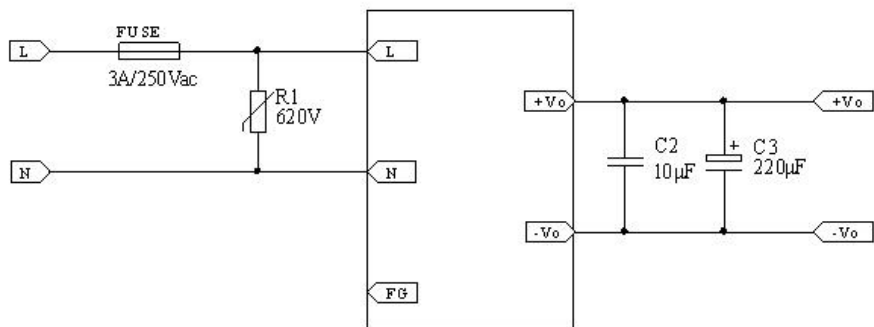 FUSE
L
L
3A/250Vac
R1
620V
+Vo
+Vo
C2
10μF
+
C3
220μF
N
N
-Vo
-Vo
FG